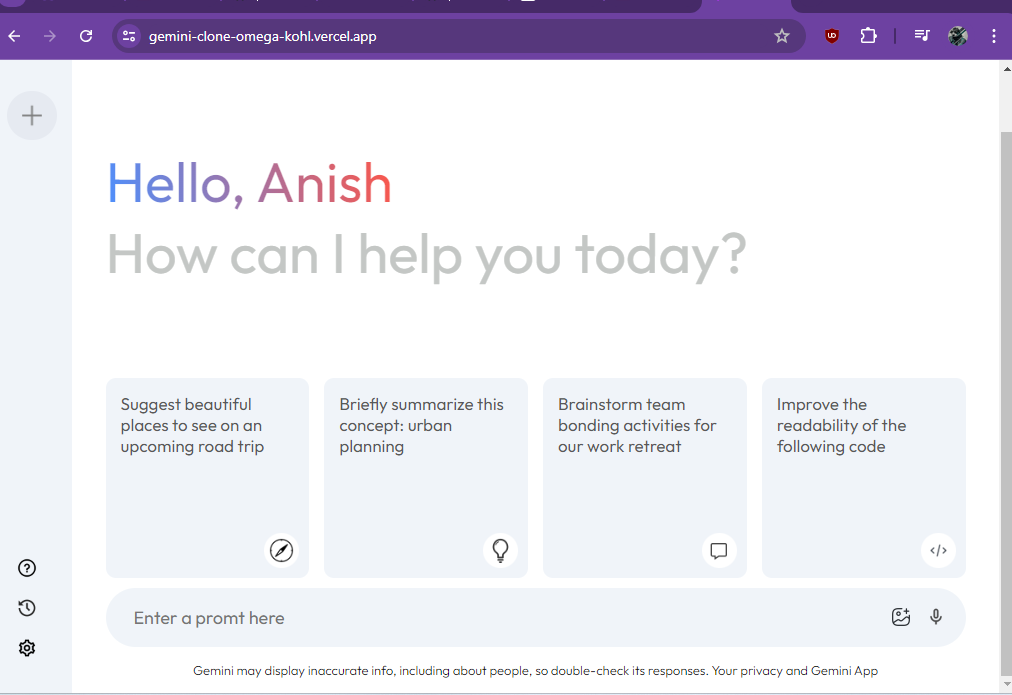 gemini-clone-omega-kohl.vercel.app
Hello, Anish
How can I help you today?
Suggest beautiful
places to see on an
upcoming road trip
Briefly summarize this
concept: urban
planning
Brainstorm team
bonding activities for
our work retreat
Improve the
readability of the
following code
Enter a promt here
Gemini may display inaccurate info, including about people, so double-check its responses. Your privacy and Gemini App